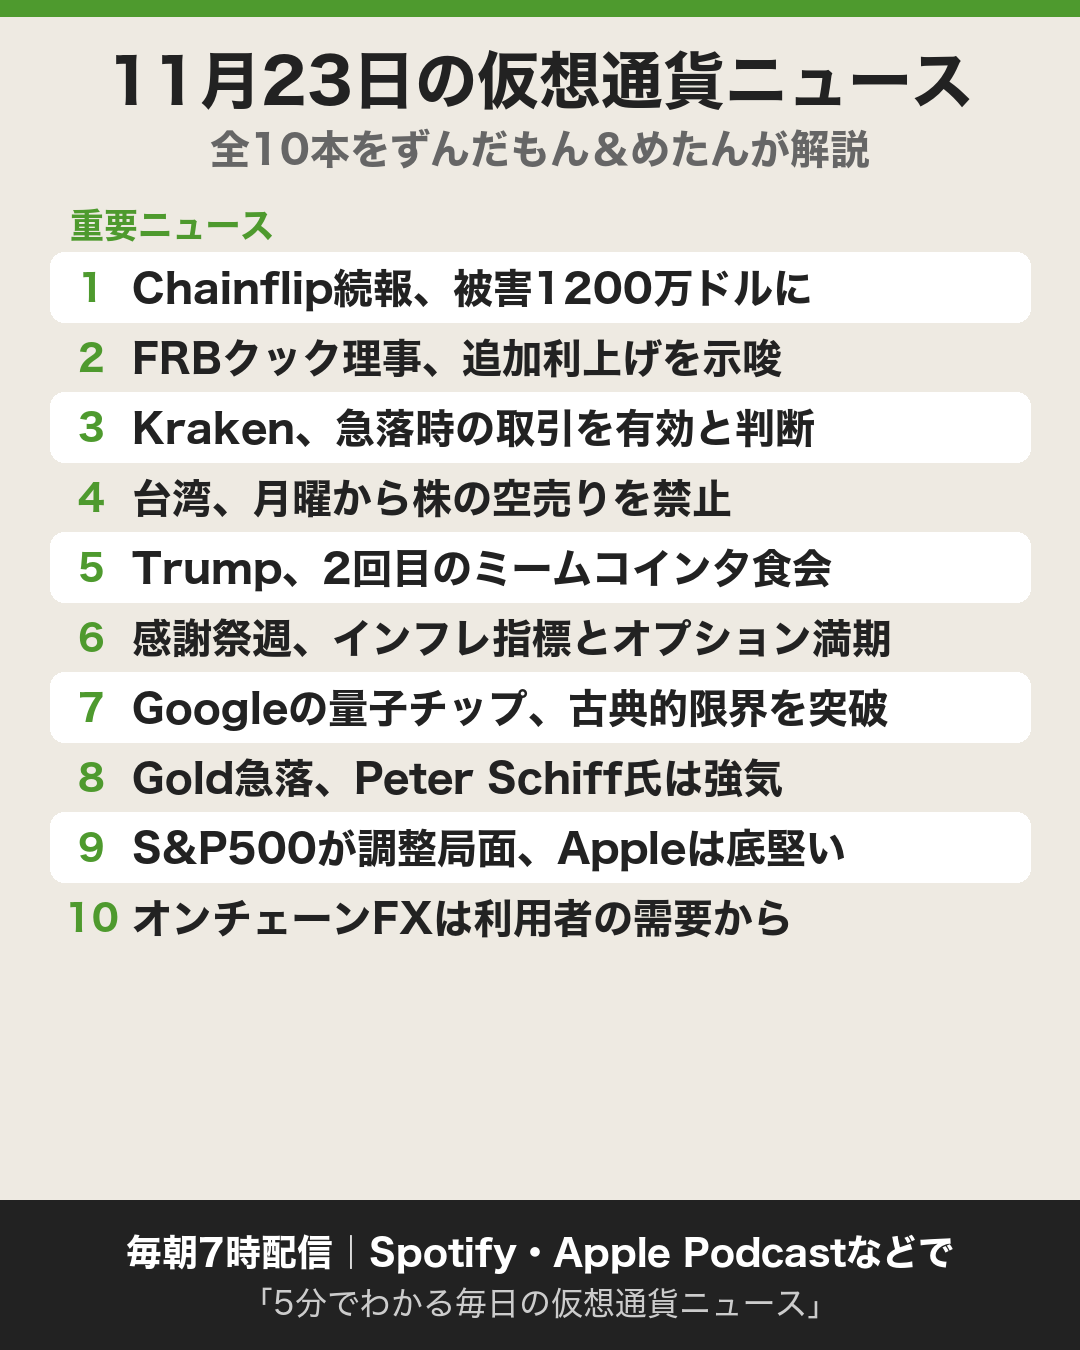 11月23日の仮想通貨ニュース
全10本をずんだもん＆めたんが解説
重要ニュース
1 Chainflip続報、被害1200万ドルに
2 FRBクック理事、追加利上げを示唆
3 Kraken、急落時の取引を有効と判断
4 台湾、月曜から株の空売りを禁止
5 Trump、2回目のミームコイン夕食会
6 感謝祭週、インフレ指標とオプション満期
7 Googleの量子チップ、古典的限界を突破
8 Gold急落、Peter Schiff氏は強気
9 S&P500が調整局面、Appleは底堅い
10 オンチェーンFXは利用者の需要から
毎朝7時配信｜Spotify・Apple Podcastなどで
「5分でわかる毎日の仮想通貨ニュース」